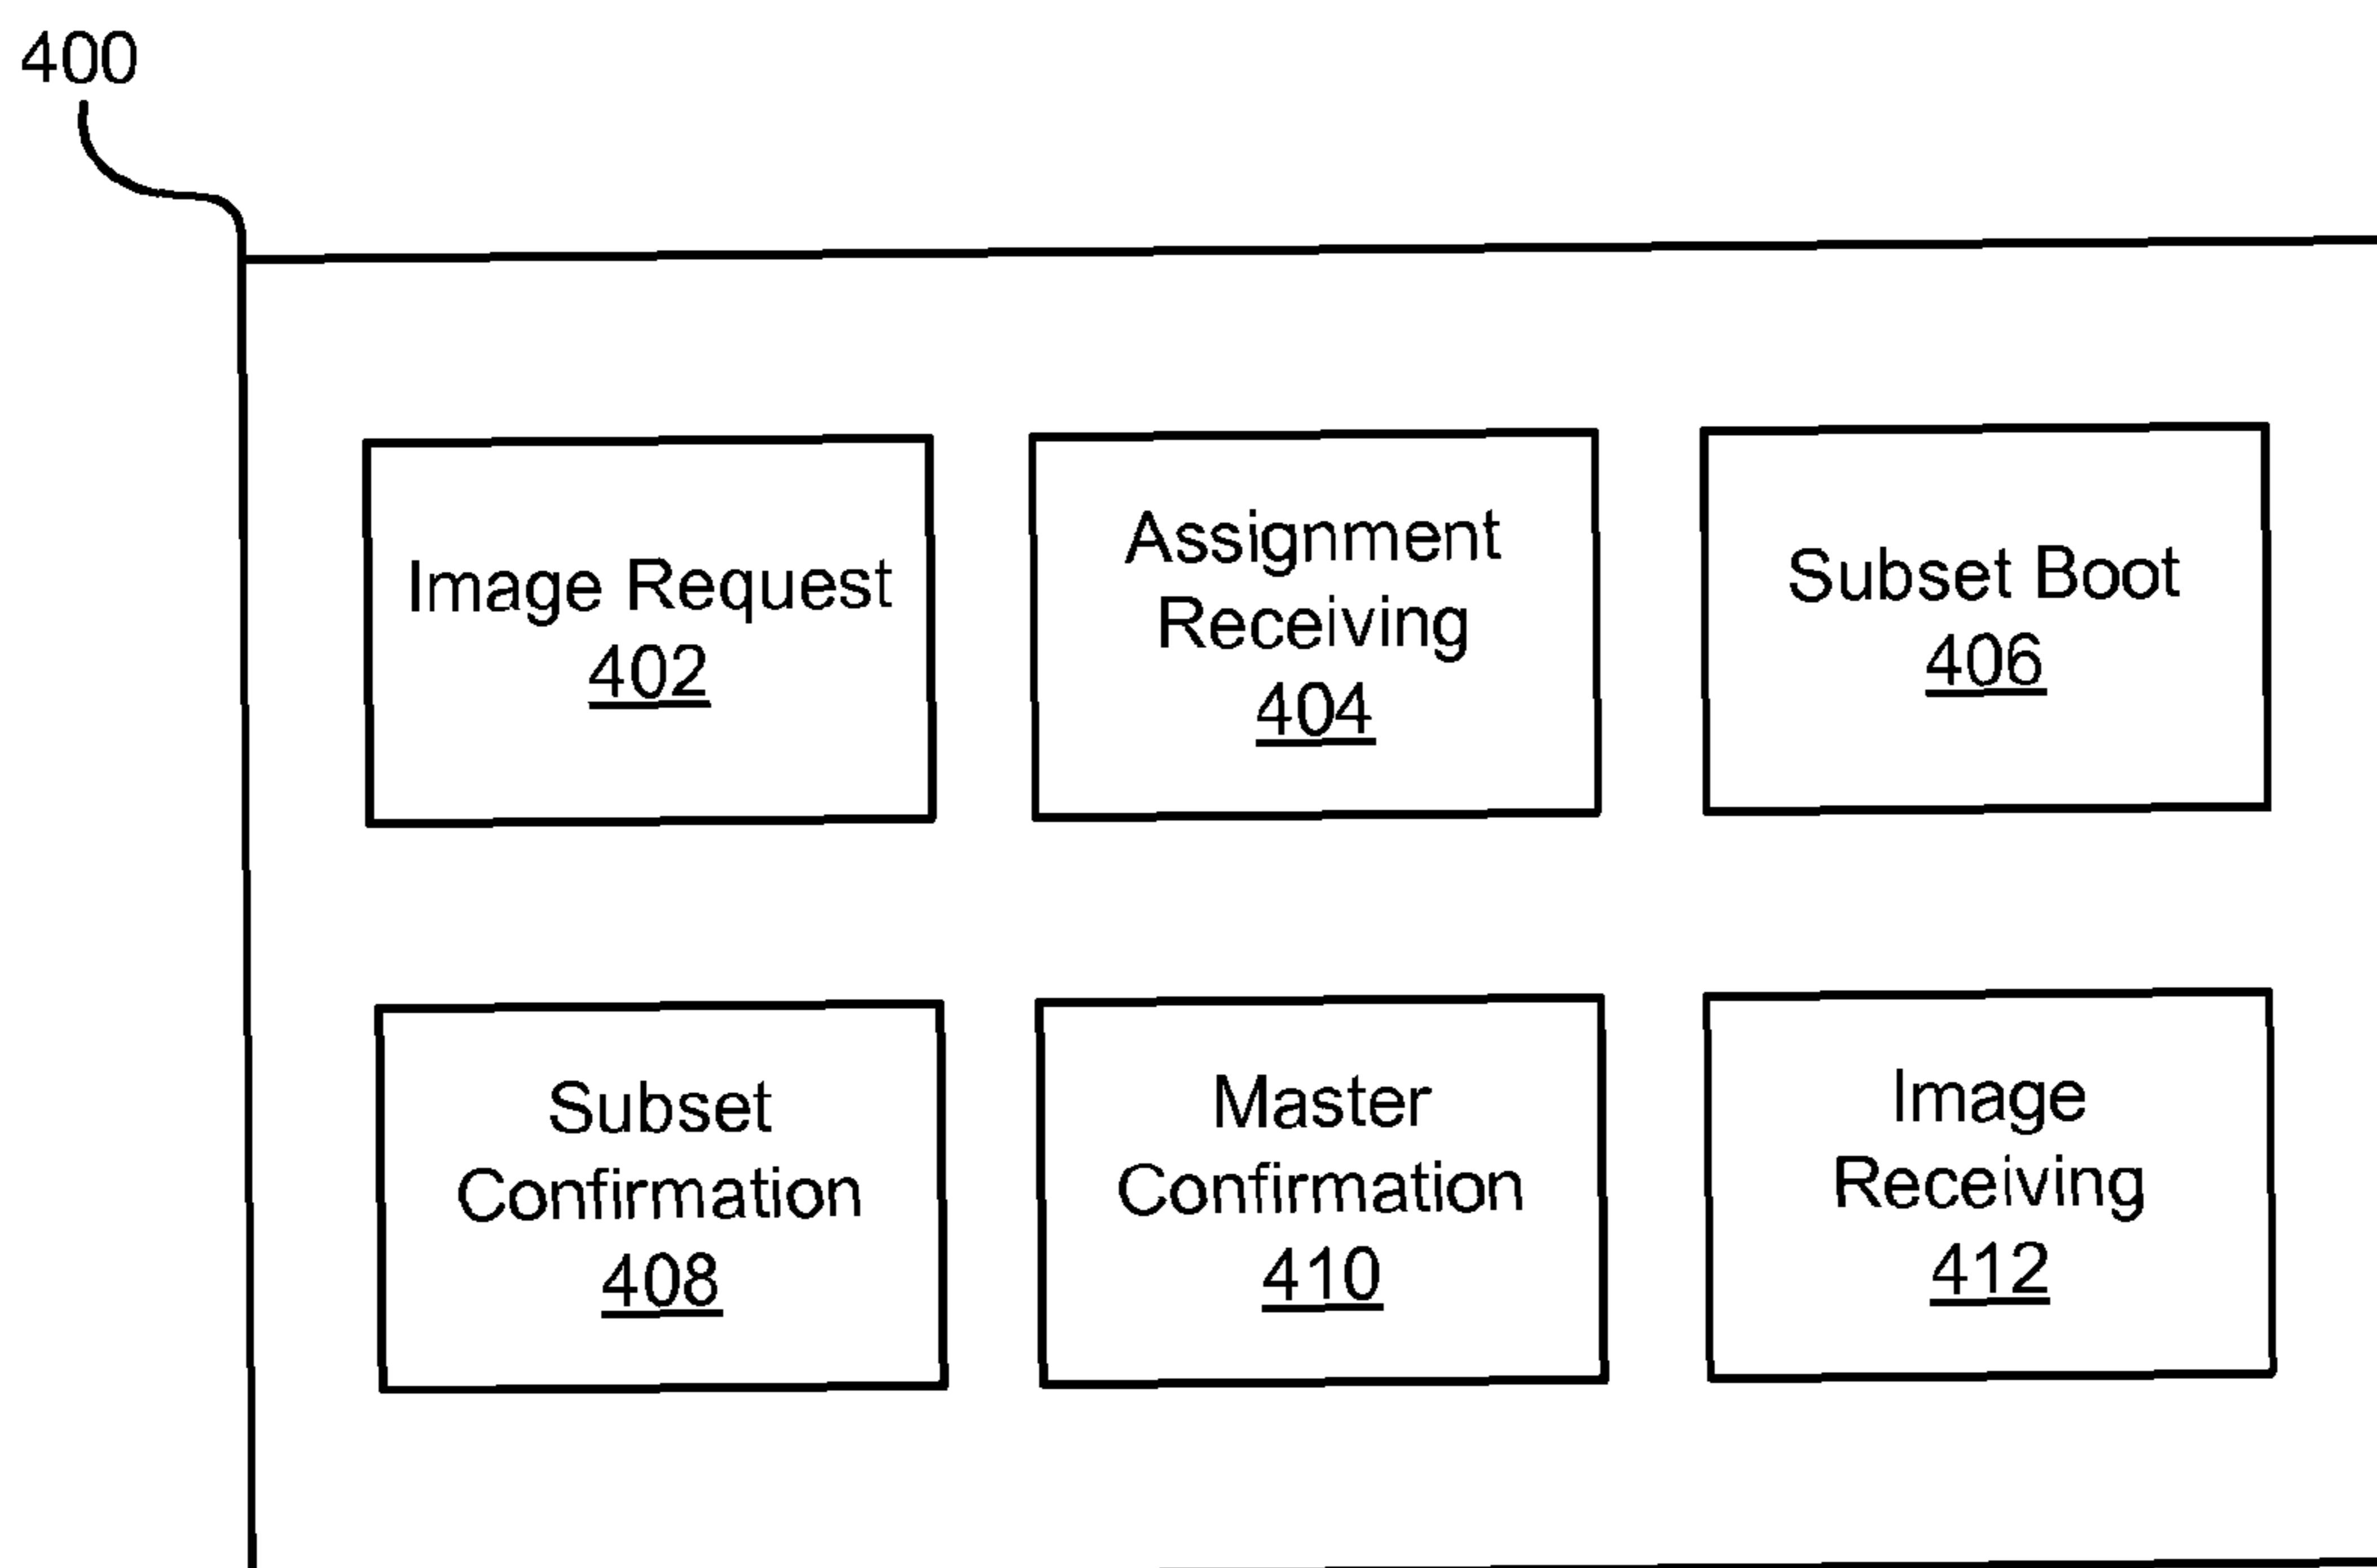 400
Image Request
402
Assignment
Receiving
404
Subset Boot
406
Subset
Confirmation
408
Master
Confirmation
410
Image
Receiving
412